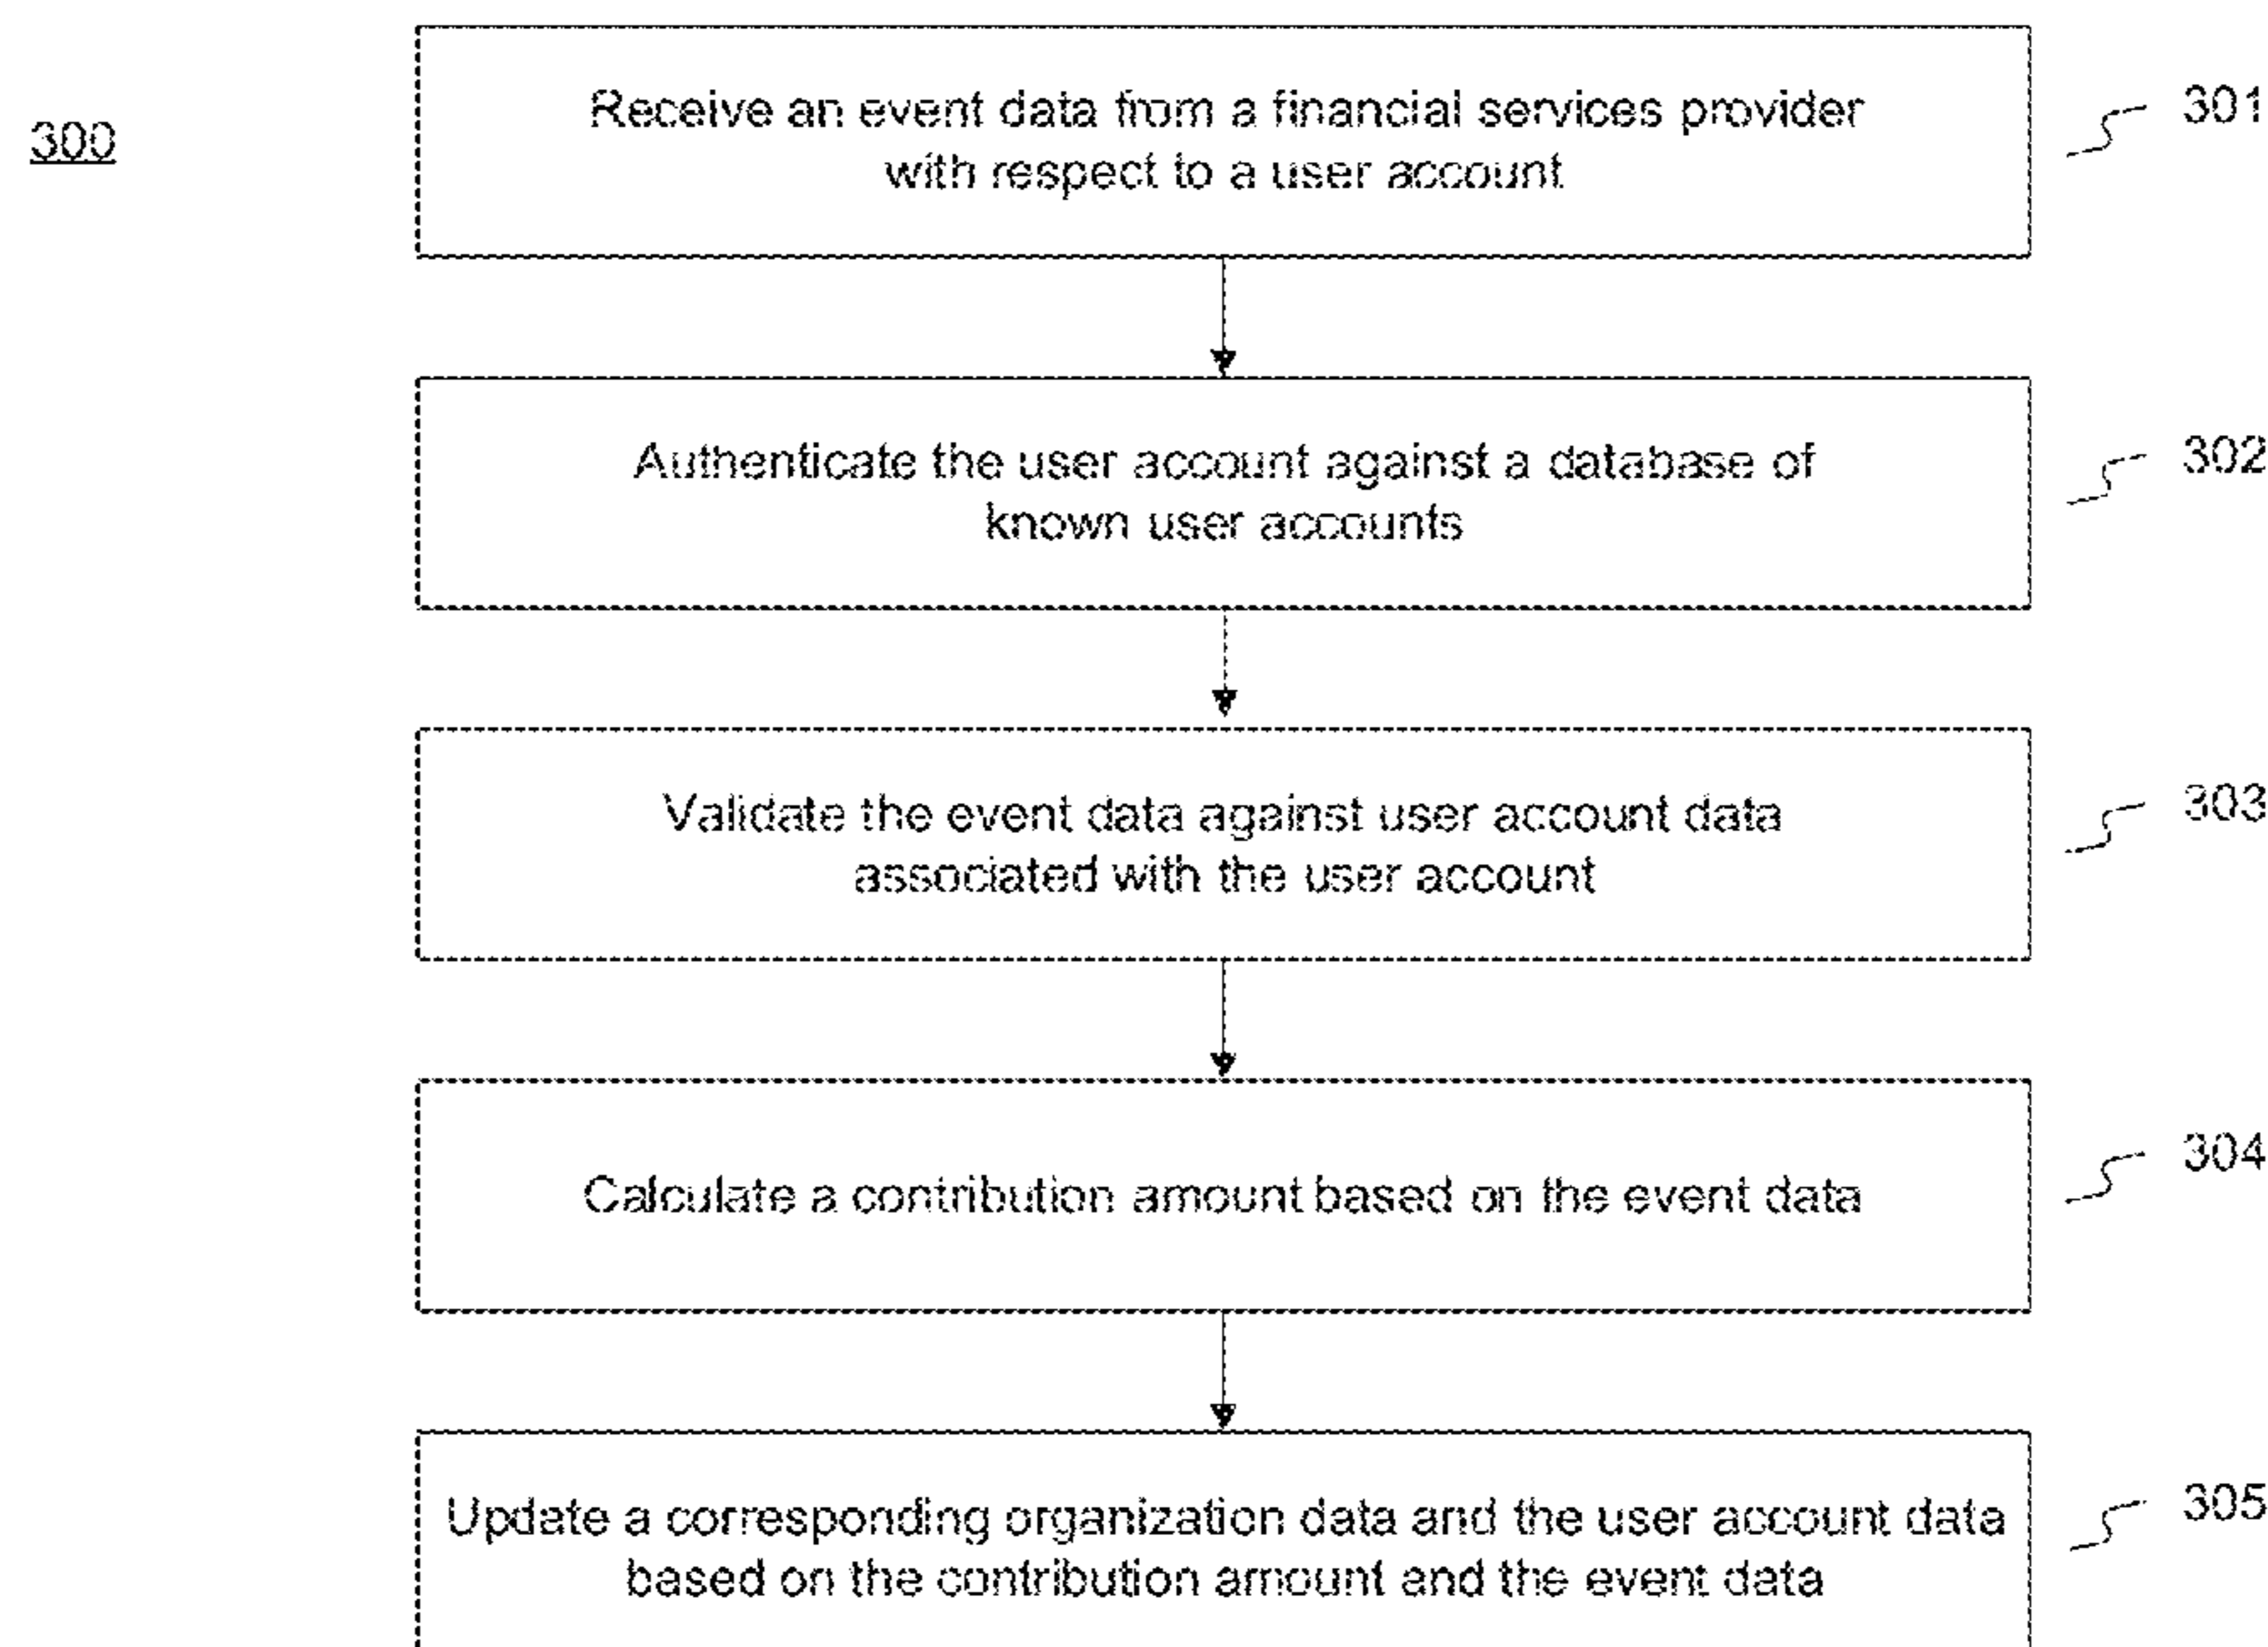 300
Receive an event data from a financial services provider
with respect to a user account
301
Authenticate the user account against a database of
known user accounts
302
Validate the event data against user account data
associated with the user account
303
Calculate a contribution amount based on the event data
304
Update a corresponding organization data and the user account data
based on the contribution amount and the event data
305